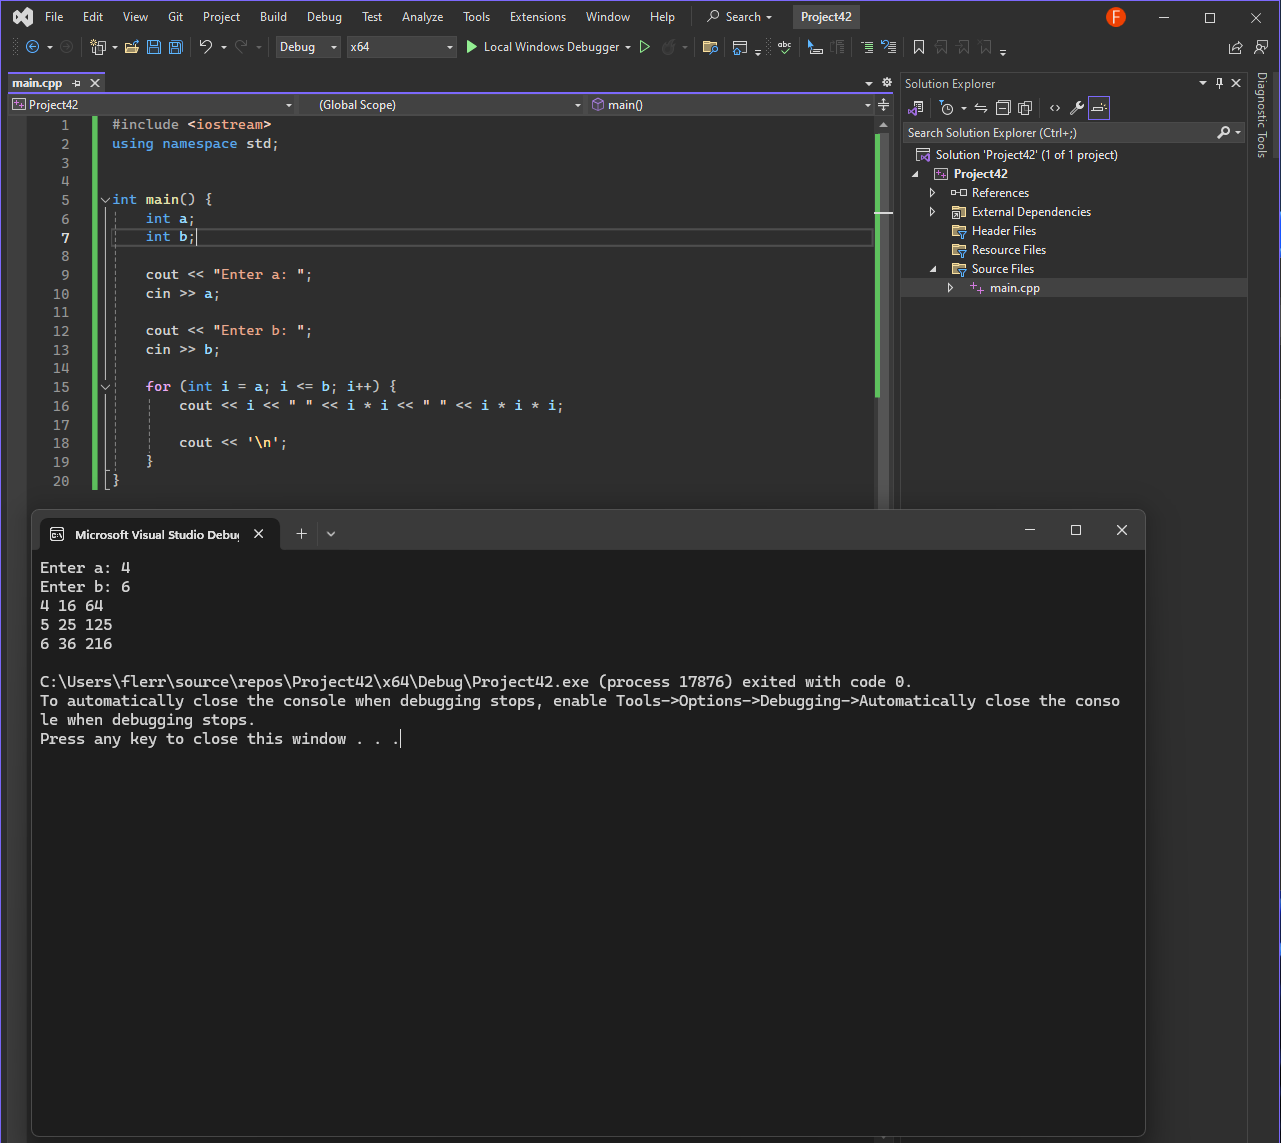 File Edit View Git Project Build Debug Test Analyze Tools Extensions Window Help Search Project42 F
Debug x64 Local Windows Debugger
main.cpp
Project42 (Global Scope) main()
1 #include <iostream>
2 using namespace std;
3
4
5 int main() {
6 int a;
7 int b;
8
9 cout << "Enter a: ";
10 cin >> a;
11
12 cout << "Enter b: ";
13 cin >> b;
14
15 for (int i = a; i <= b; i++) {
16 cout << i << " " << i * i << " " << i * i * i;
17
18 cout << '\n';
19 }
20 }
Solution Explorer
Search Solution Explorer (Ctrl+;)
Solution 'Project42' (1 of 1 project)
Project42
References
External Dependencies
Header Files
Resource Files
Source Files
main.cpp
Diagnostic Tools
Microsoft Visual Studio Debug
Enter a: 4
Enter b: 6
4 16 64
5 25 125
6 36 216
C:\Users\flerr\source\repos\Project42\x64\Debug\Project42.exe (process 17876) exited with code 0.
To automatically close the console when debugging stops, enable Tools->Options->Debugging->Automatically close the conso
le when debugging stops.
Press any key to close this window . . .